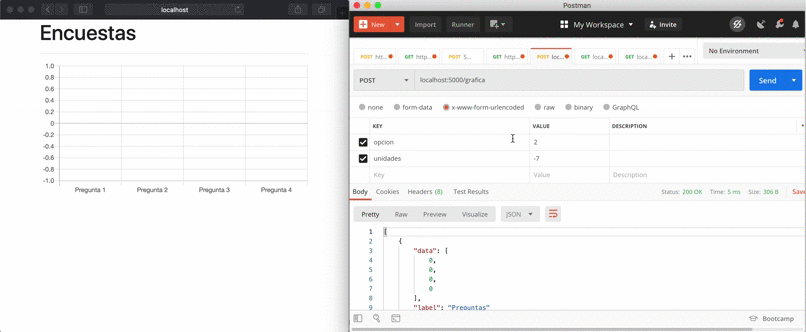 localhost
Encuestas
1.0
0.8
0.6
0.4
0.2
0
-0.2
-0.4
-0.6
-0.8
-1.0
Pregunta 1 Pregunta 2 Pregunta 3 Pregunta 4
Postman
New Import Runner My Workspace Invite
POST htt... GET http... POST S... GET http... POST loc... GET loca... GET loca... No Environment
POST localhost:5000/grafica Send
none form-data x-www-form-urlencoded raw binary GraphQL
KEY VALUE DESCRIPTION
opcion 2
unidades -7
Key Value Description
Body Cookies Headers (8) Test Results Status: 200 OK Time: 5 ms Size: 306 B Save
Pretty Raw Preview Visualize JSON
1 [
2 {
3 "data": [
4 0,
5 0,
6 0,
7 0
8 ],
9 "label": "Preguntas"
Bootcamp